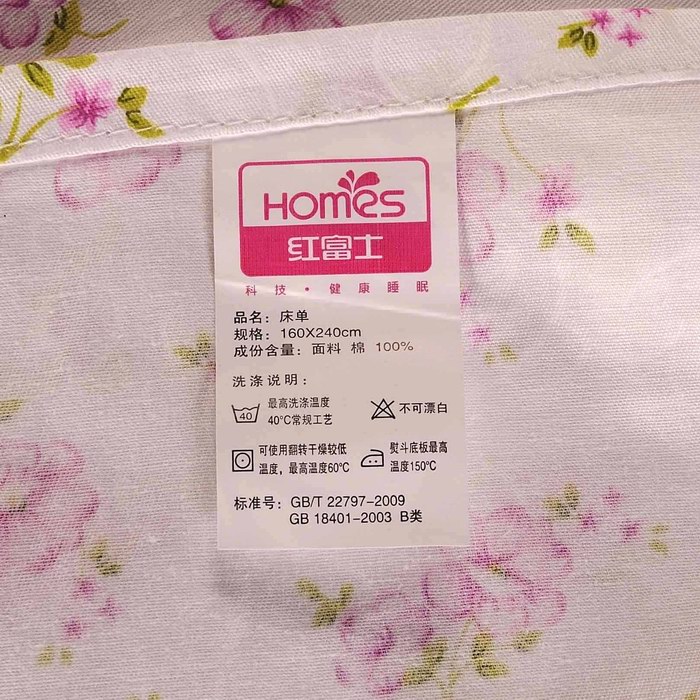 HOMES
红富士
科技·健康睡眠
品名：床单
规格：160X240cm
成份含量：面料 棉 100%
洗涤说明：
40
最高洗涤温度
40℃常规工艺
不可漂白
可使用翻转干燥较低
温度，最高温度60℃
熨斗底板最高
温度150℃
标准号：GB/T 22797-2009
GB 18401-2003 B类